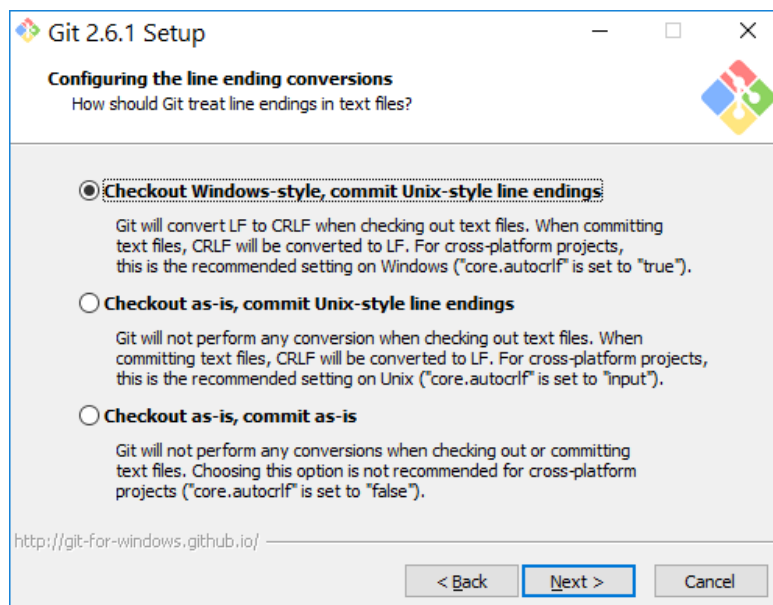 Git 2.6.1 Setup
Configuring the line ending conversions
How should Git treat line endings in text files?
Checkout Windows-style, commit Unix-style line endings
Git will convert LF to CRLF when checking out text files. When committing
text files, CRLF will be converted to LF. For cross-platform projects,
this is the recommended setting on Windows ("core.autocrlf" is set to "true").
Checkout as-is, commit Unix-style line endings
Git will not perform any conversion when checking out text files. When
committing text files, CRLF will be converted to LF. For cross-platform projects,
this is the recommended setting on Unix ("core.autocrlf" is set to "input").
Checkout as-is, commit as-is
Git will not perform any conversions when checking out or committing
text files. Choosing this option is not recommended for cross-platform
projects ("core.autocrlf" is set to "false").
http://git-for-windows.github.io/
< Back Next > Cancel